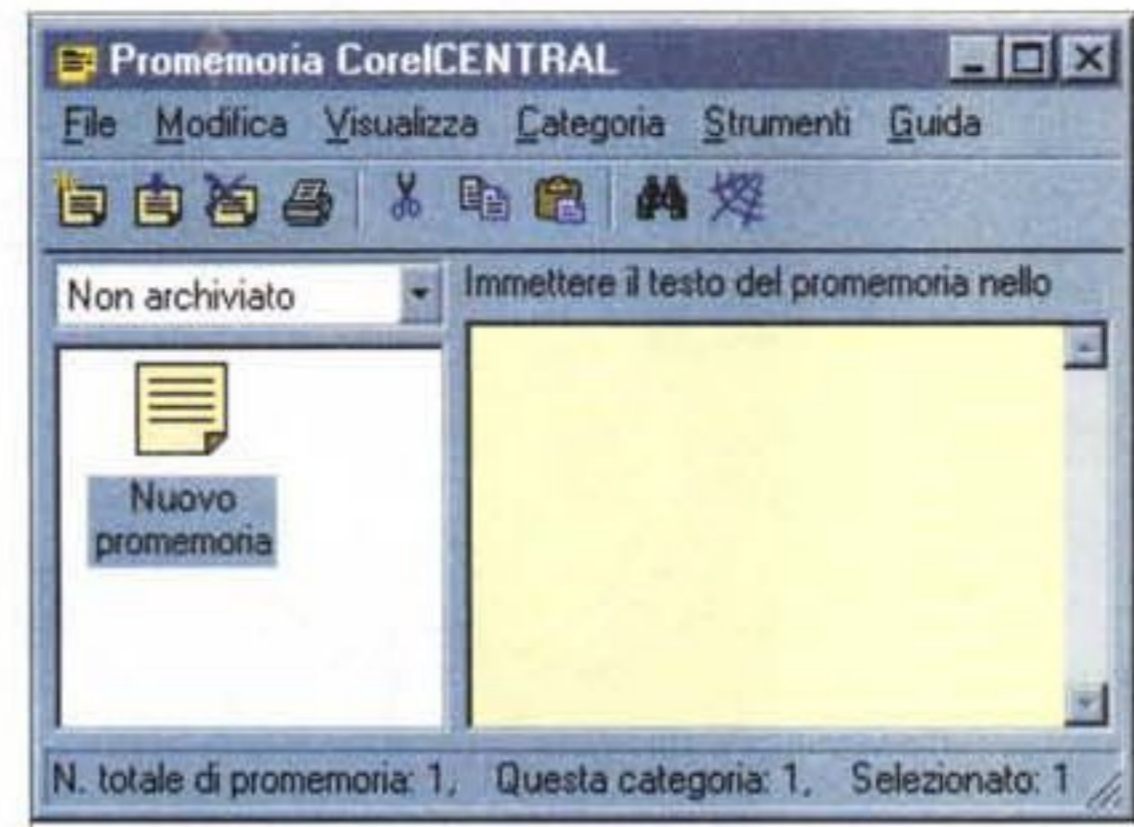 Promemoria CorelCENTRAL
File Modifica Visualizza Categoria Strumenti Guida
Non archiviato
Immettere il testo del promemoria nello
Nuovo
promemoria
N. totale di promemoria: 1, Questa categoria: 1, Selezionato: 1